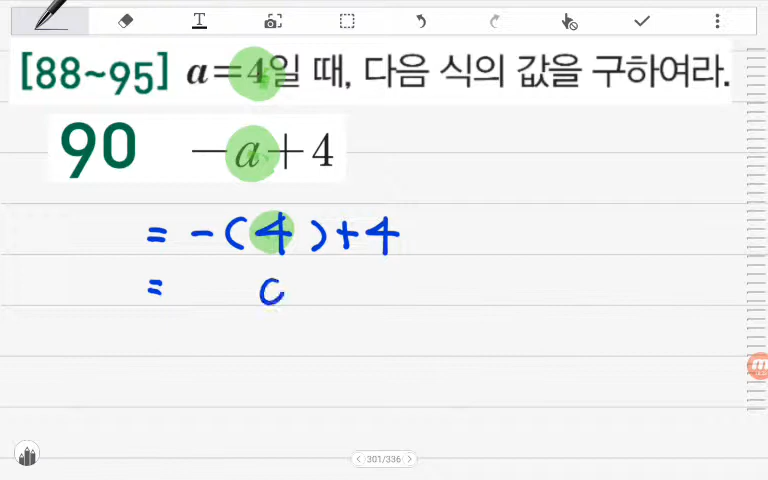 [88~95] a=4일 때, 다음 식의 값을 구하여라.
90 -a+4
= -(4)+4
= c
301/336